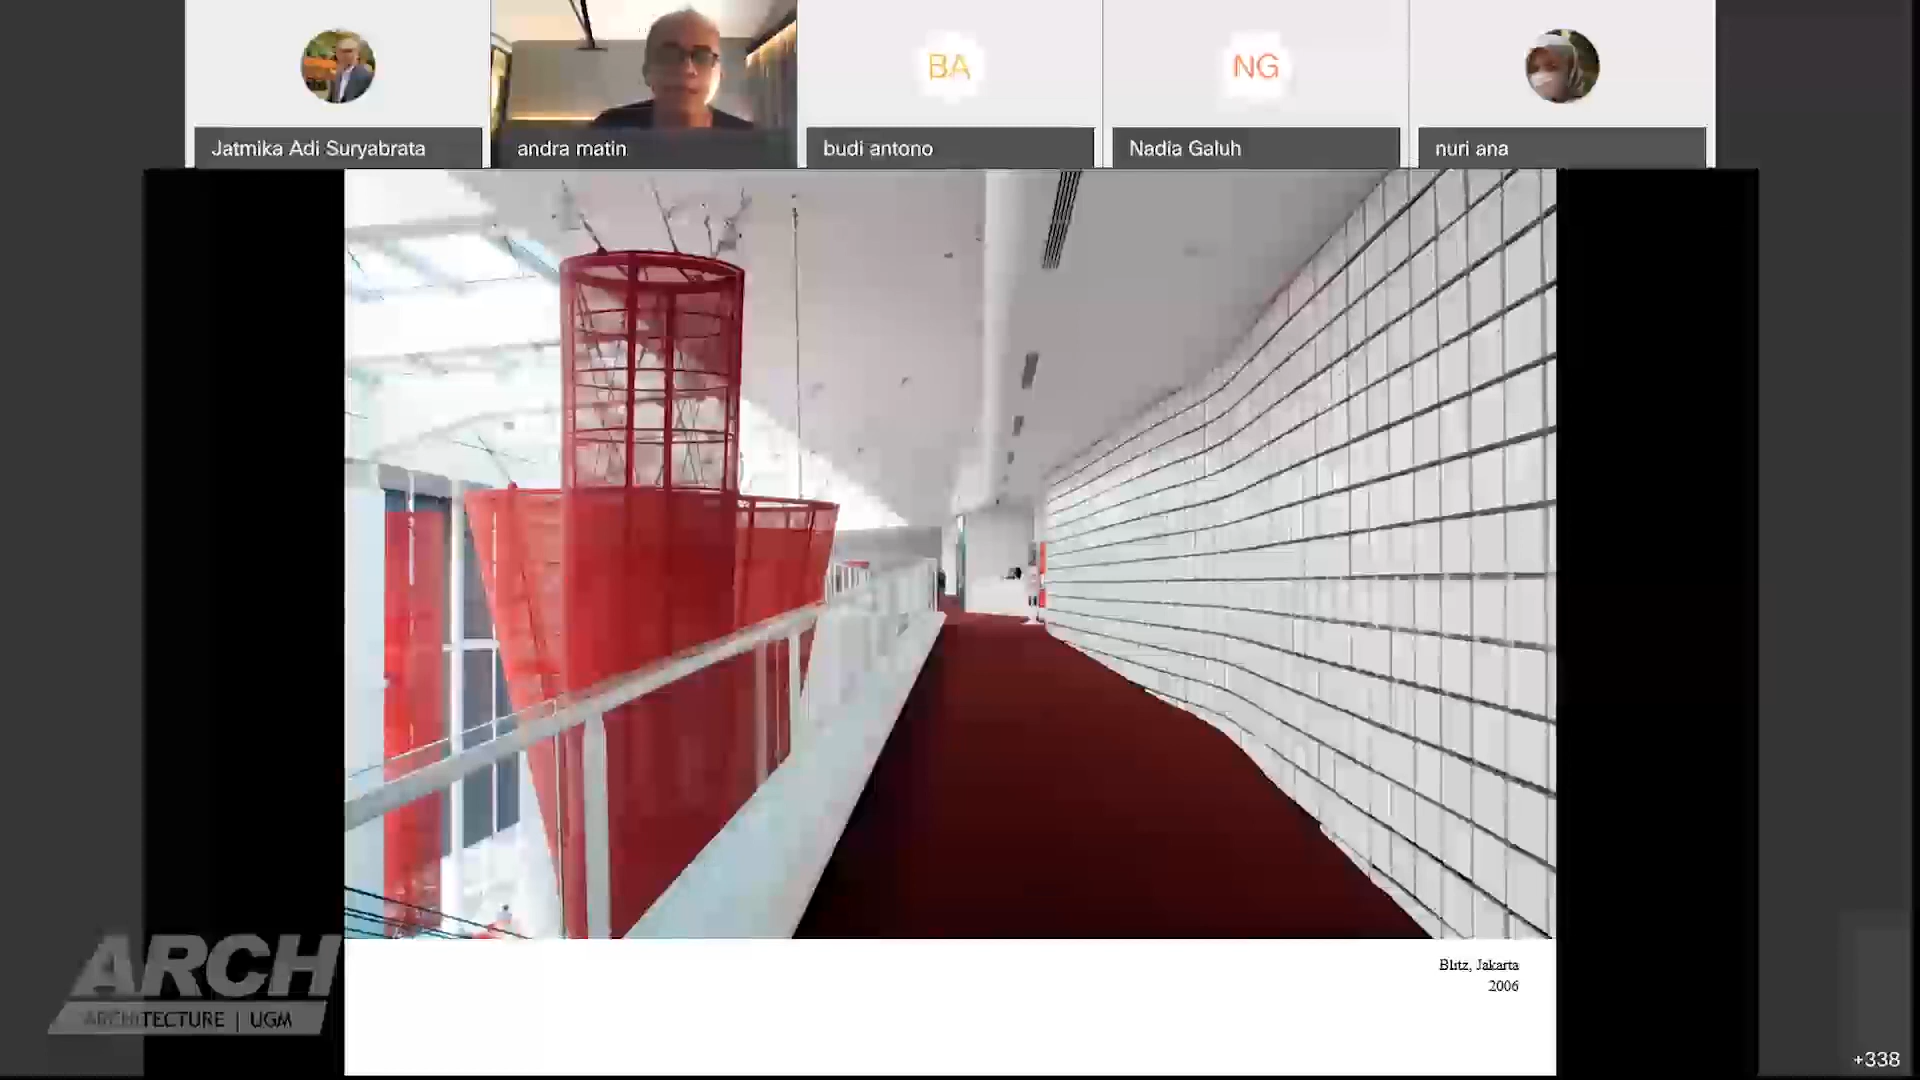 BA
NG
Jatmika Adi Suryabrata
andra matin
budi antono
Nadia Galuh
nuri ana
Blitz, Jakarta
2006
ARCH
ARCHITECTURE | UGM
+338